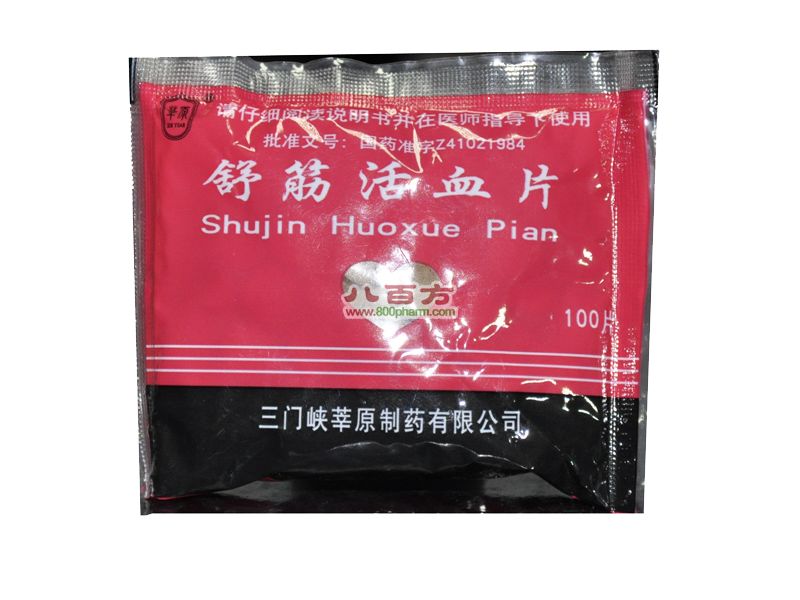 莘原
请仔细阅读说明书并在医师指导下使用
批准文号：国药准字Z41021984
舒筋活血片
Shujin Huoxue Pian
八百方
www.800pharm.com
100片
三门峡莘原制药有限公司